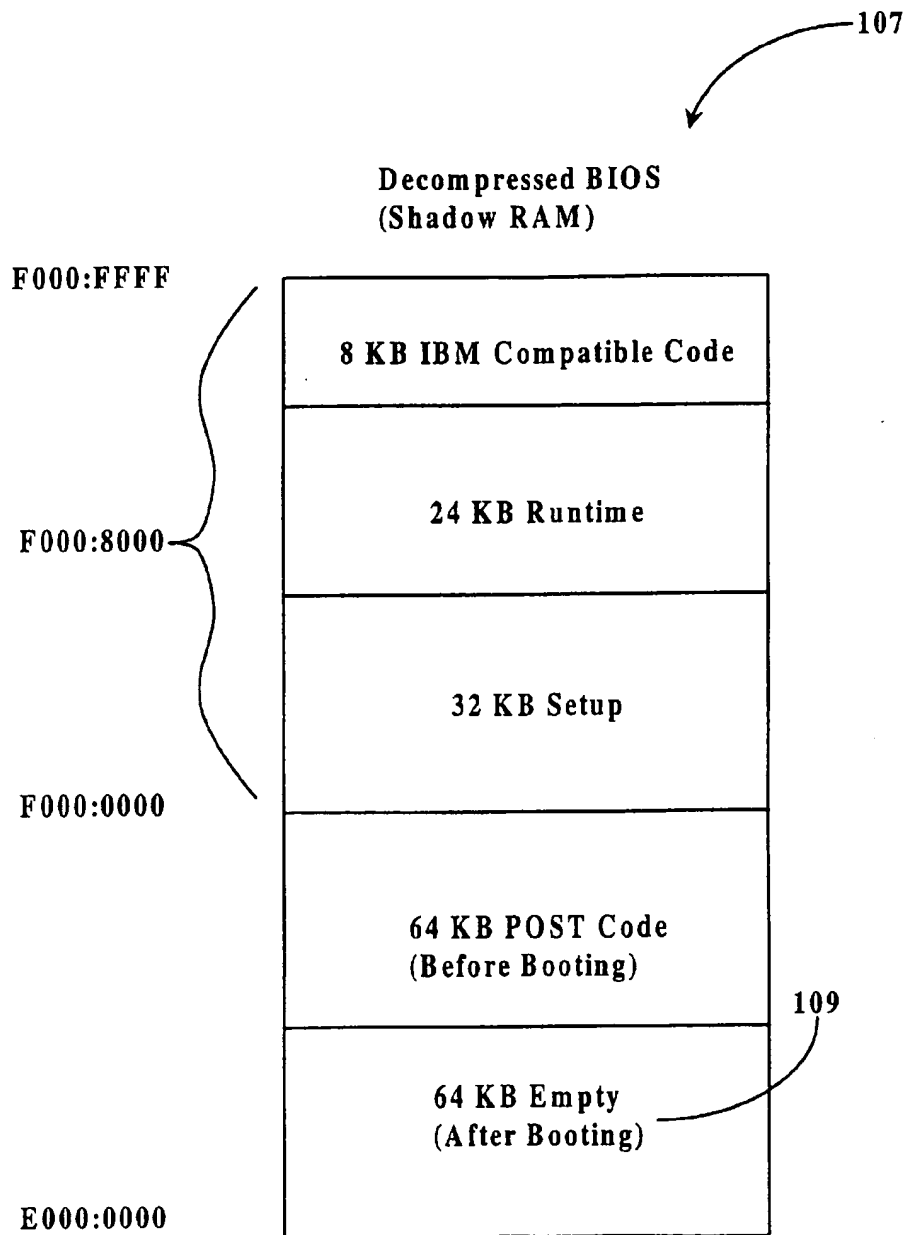 107
Decompressed BIOS
(Shadow RAM)
F000:FFFF
8 KB IBM Compatible Code
24 KB Runtime
F000:8000
32 KB Setup
F000:0000
64 KB POST Code
(Before Booting)
109
64 KB Empty
(After Booting)
E000:0000